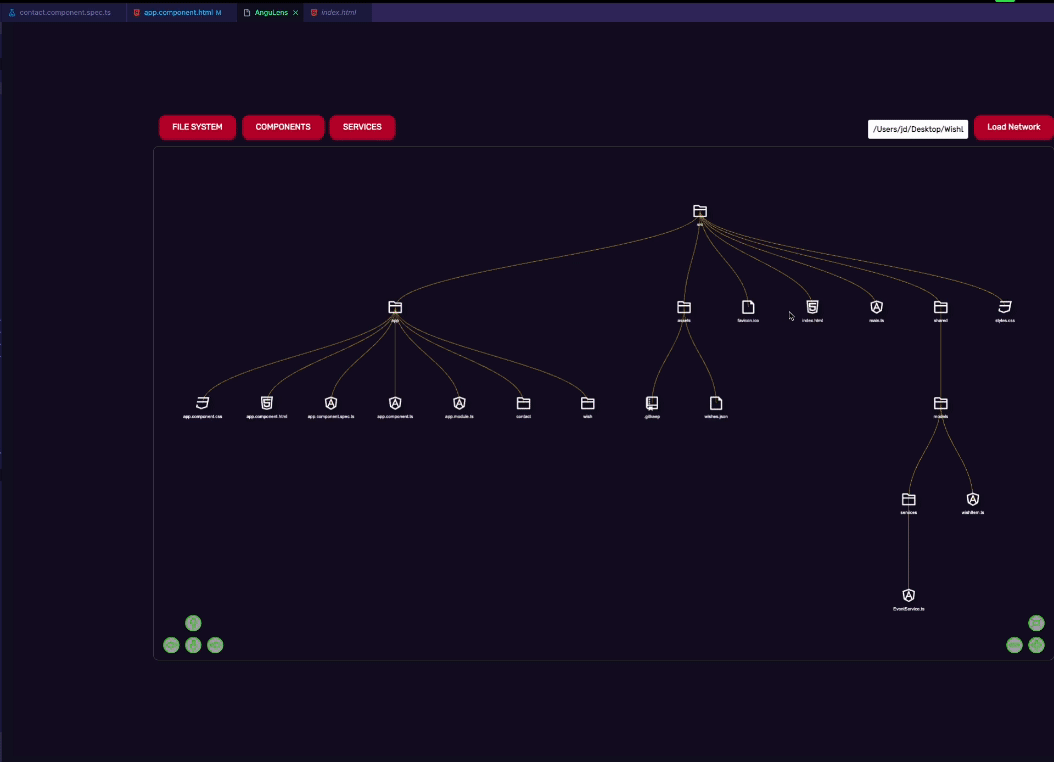 contact.component.spec.ts
app.component.html M
AnguLens
index.html
FILE SYSTEM
COMPONENTS
SERVICES
/Users/jd/Desktop/Wishl
Load Network
src
app
assets
favicon.ico
index.html
main.ts
shared
styles.css
app.component.css
app.component.html
app.component.spec.ts
app.component.ts
app.module.ts
contact
wish
.gitkeep
wishes.json
models
services
wishItem.ts
EventService.ts